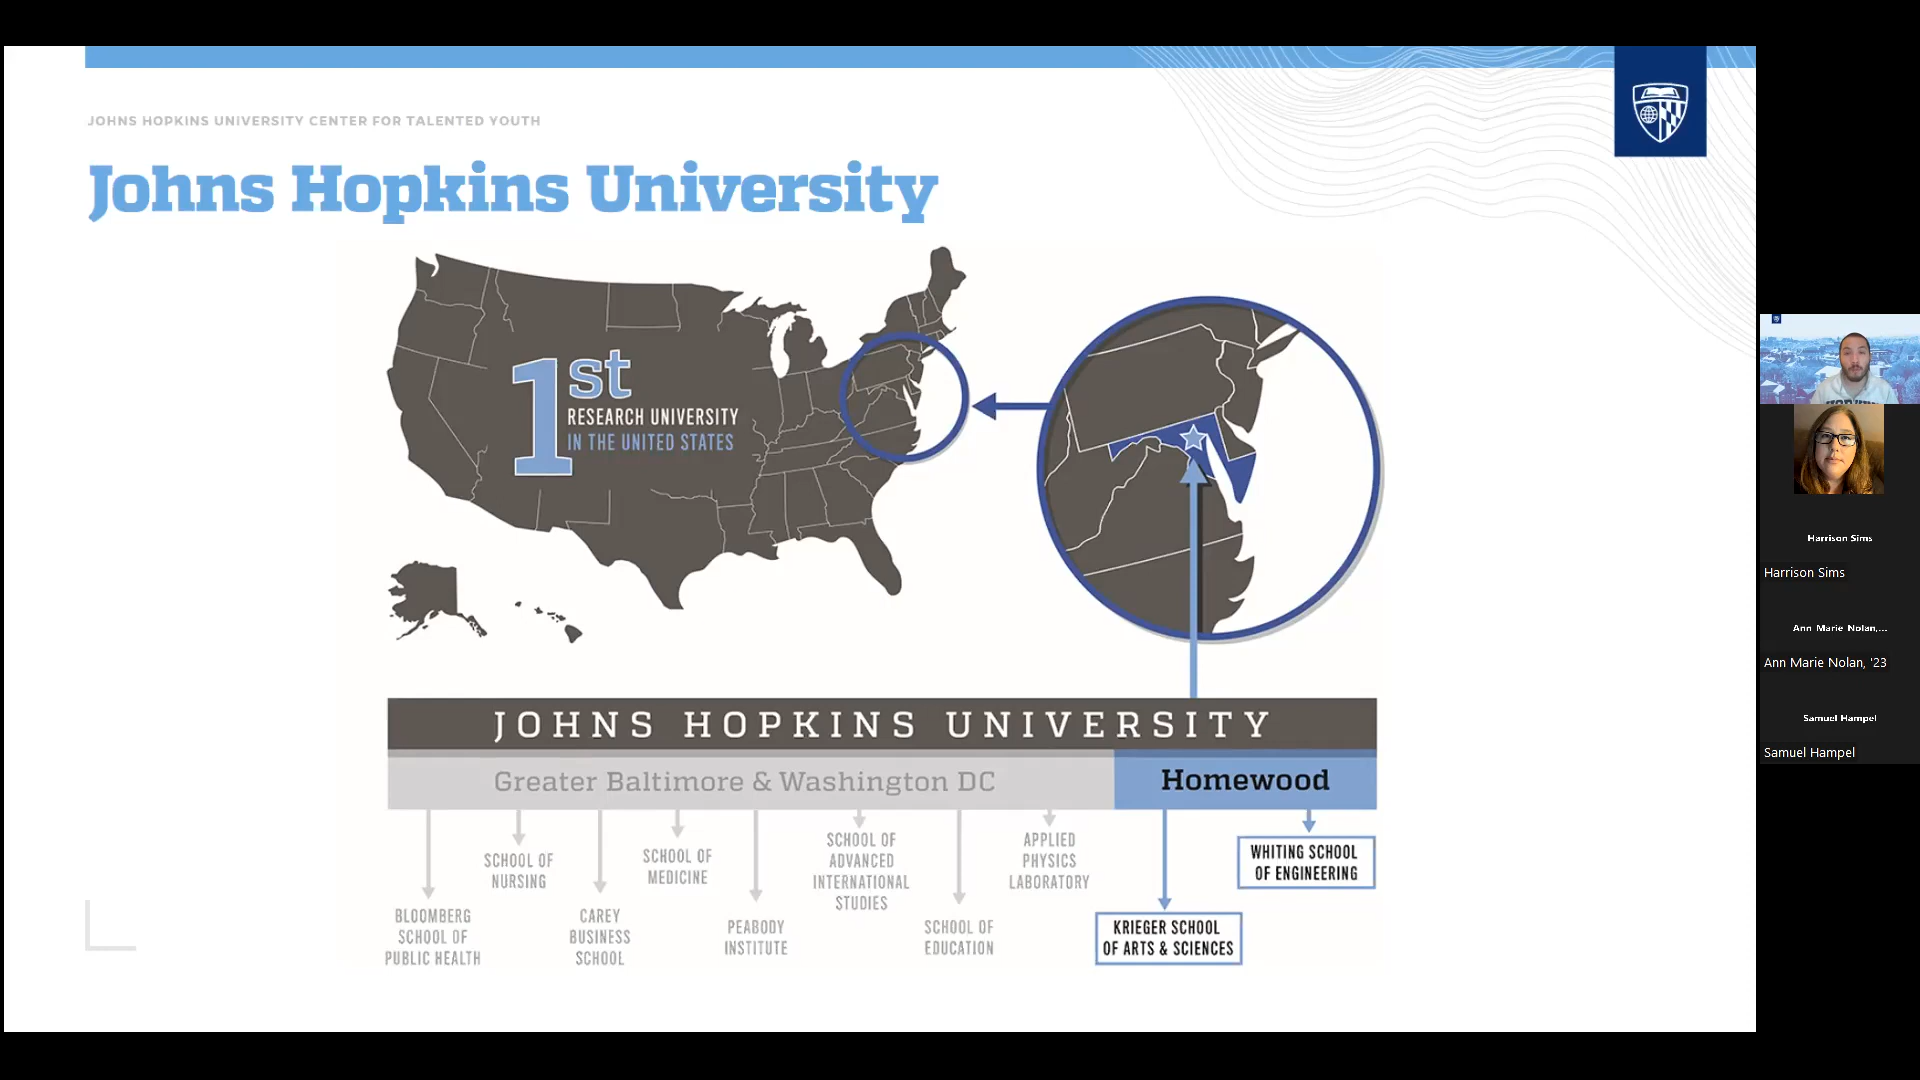 JOHNS HOPKINS UNIVERSITY CENTER FOR TALENTED YOUTH
Johns Hopkins University
1st
RESEARCH UNIVERSITY
IN THE UNITED STATES
JOHNS HOPKINS UNIVERSITY
Greater Baltimore & Washington DC
Homewood
BLOOMBERG
SCHOOL OF
PUBLIC HEALTH
SCHOOL OF
NURSING
CAREY
BUSINESS
SCHOOL
SCHOOL OF
MEDICINE
PEABODY
INSTITUTE
SCHOOL OF
ADVANCED
INTERNATIONAL
STUDIES
SCHOOL OF
EDUCATION
APPLIED
PHYSICS
LABORATORY
KRIEGER SCHOOL
OF ARTS & SCIENCES
WHITING SCHOOL
OF ENGINEERING
Harrison Sims
Harrison Sims
Ann Marie Nolan,...
Ann Marie Nolan, '23
Samuel Hampel
Samuel Hampel